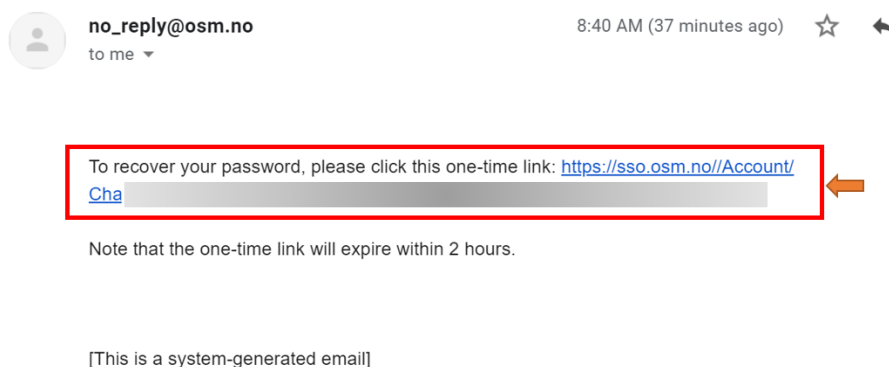 no_reply@osm.no 8:40 AM (37 minutes ago)
to me
To recover your password, please click this one-time link: https://sso.osm.no//Account/
Cha
Note that the one-time link will expire within 2 hours.
[This is a system-generated email]